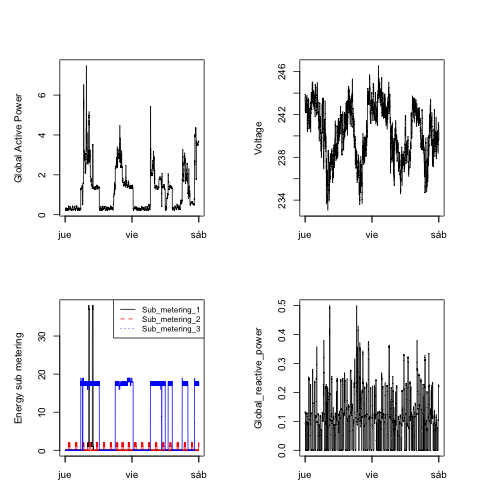 Global Active Power
0 2 4 6
jue vie sáb
Voltage
234 238 242 246
jue vie sáb
Energy sub metering
0 10 20 30
jue vie sáb
Sub_metering_1
Sub_metering_2
Sub_metering_3
Global_reactive_power
0.0 0.1 0.2 0.3 0.4 0.5
jue vie sáb